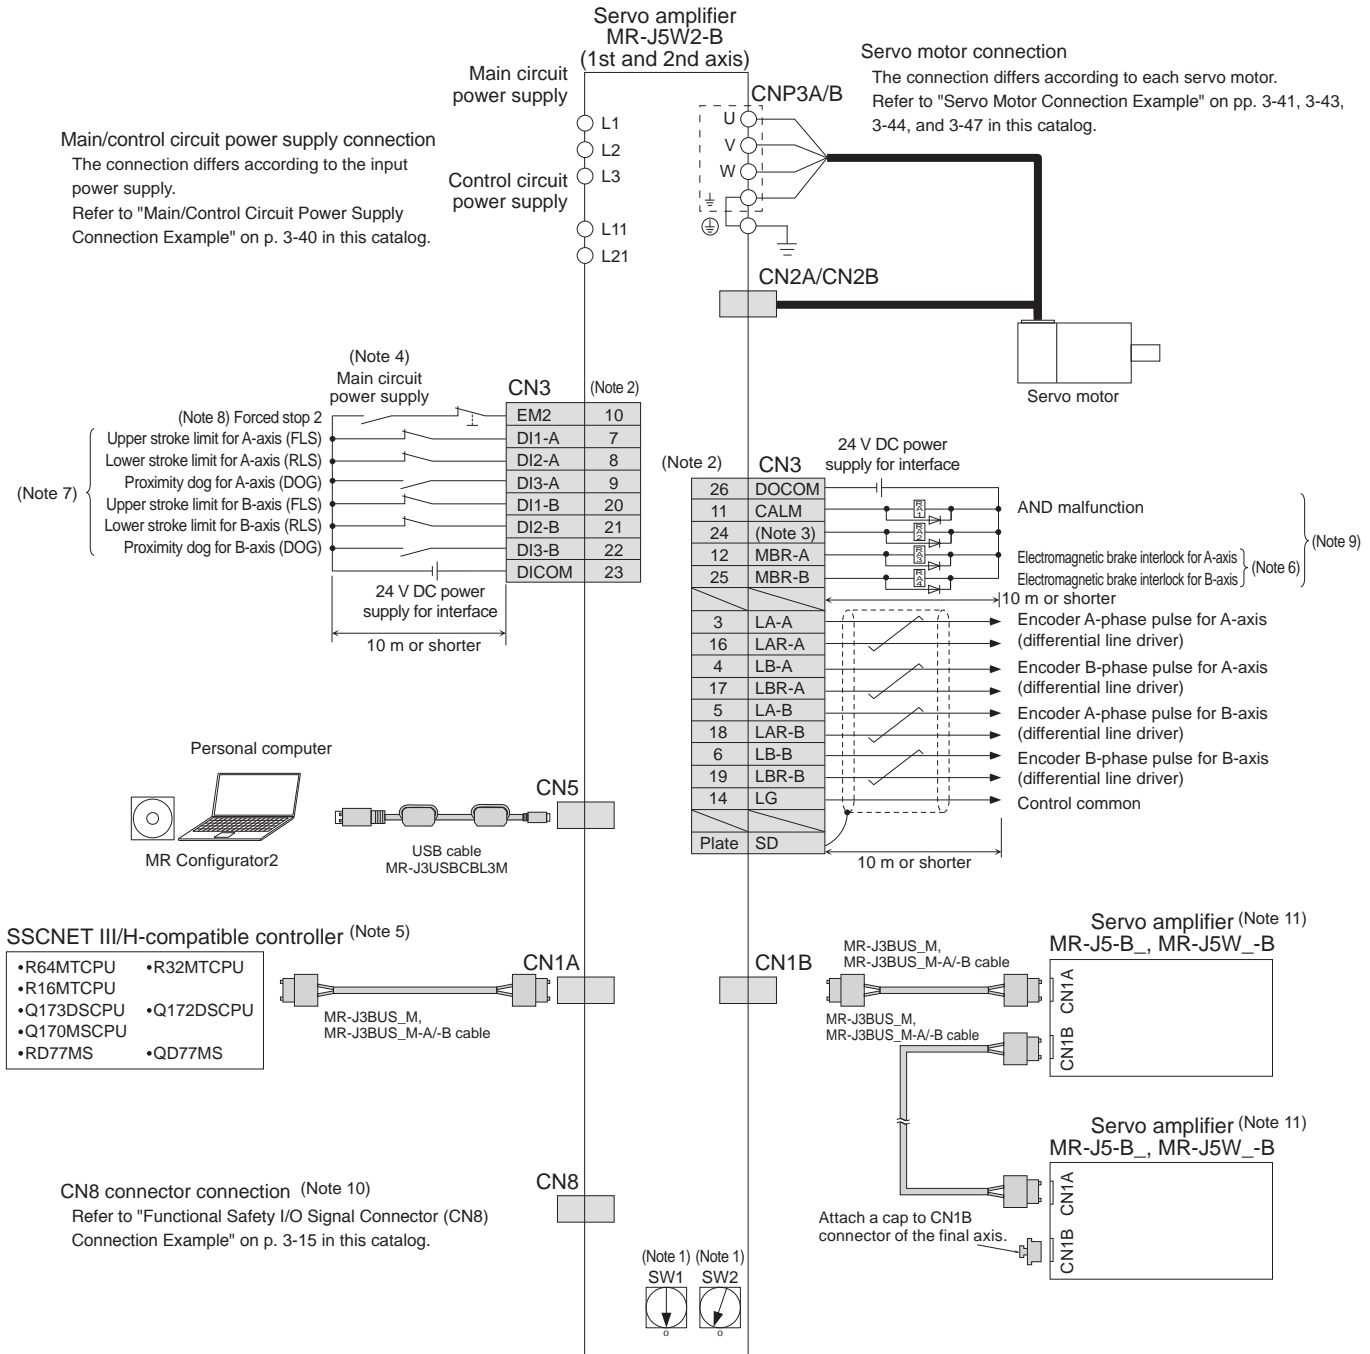 Servo amplifier
MR-J5W2-B
(1st and 2nd axis)
Main circuit
power supply
L1
L2
L3
Control circuit
power supply
L11
L21
Main/control circuit power supply connection
The connection differs according to the input
power supply.
Refer to "Main/Control Circuit Power Supply
Connection Example" on p. 3-40 in this catalog.
CNP3A/B
U
V
W
Servo motor connection
The connection differs according to each servo motor.
Refer to "Servo Motor Connection Example" on pp. 3-41, 3-43,
3-44, and 3-47 in this catalog.
CN2A/CN2B
Servo motor
(Note 4)
Main circuit
power supply
CN3
(Note 2)
(Note 8) Forced stop 2
EM2 10
Upper stroke limit for A-axis (FLS)
DI1-A 7
Lower stroke limit for A-axis (RLS)
DI2-A 8
Proximity dog for A-axis (DOG)
DI3-A 9
(Note 7)
Upper stroke limit for B-axis (FLS)
DI1-B 20
Lower stroke limit for B-axis (RLS)
DI2-B 21
Proximity dog for B-axis (DOG)
DI3-B 22
DICOM 23
24 V DC power
supply for interface
10 m or shorter
(Note 2)
CN3
24 V DC power
supply for interface
26 DOCOM
11 CALM
RA1
AND malfunction
24 (Note 3)
RA2
(Note 9)
12 MBR-A
RA3
Electromagnetic brake interlock for A-axis
(Note 6)
25 MBR-B
RA4
Electromagnetic brake interlock for B-axis
10 m or shorter
3 LA-A
Encoder A-phase pulse for A-axis
16 LAR-A
(differential line driver)
4 LB-A
Encoder B-phase pulse for A-axis
17 LBR-A
(differential line driver)
5 LA-B
Encoder A-phase pulse for B-axis
18 LAR-B
(differential line driver)
6 LB-B
Encoder B-phase pulse for B-axis
19 LBR-B
(differential line driver)
14 LG
Control common
Plate SD
10 m or shorter
Personal computer
MR Configurator2
USB cable
MR-J3USBCBL3M
CN5
SSCNET III/H-compatible controller (Note 5)
•R64MTCPU •R32MTCPU
•R16MTCPU
•Q173DSCPU •Q172DSCPU
•Q170MSCPU
•RD77MS •QD77MS
MR-J3BUS_M,
MR-J3BUS_M-A/-B cable
CN1A
CN1B
MR-J3BUS_M,
MR-J3BUS_M-A/-B cable
MR-J3BUS_M,
MR-J3BUS_M-A/-B cable
Servo amplifier (Note 11)
MR-J5-B_, MR-J5W_-B
CN1A
CN1B
Servo amplifier (Note 11)
MR-J5-B_, MR-J5W_-B
CN1A
CN1B
Attach a cap to CN1B
connector of the final axis.
CN8 connector connection (Note 10)
Refer to "Functional Safety I/O Signal Connector (CN8)
Connection Example" on p. 3-15 in this catalog.
CN8
(Note 1) (Note 1)
SW1 SW2
0 0